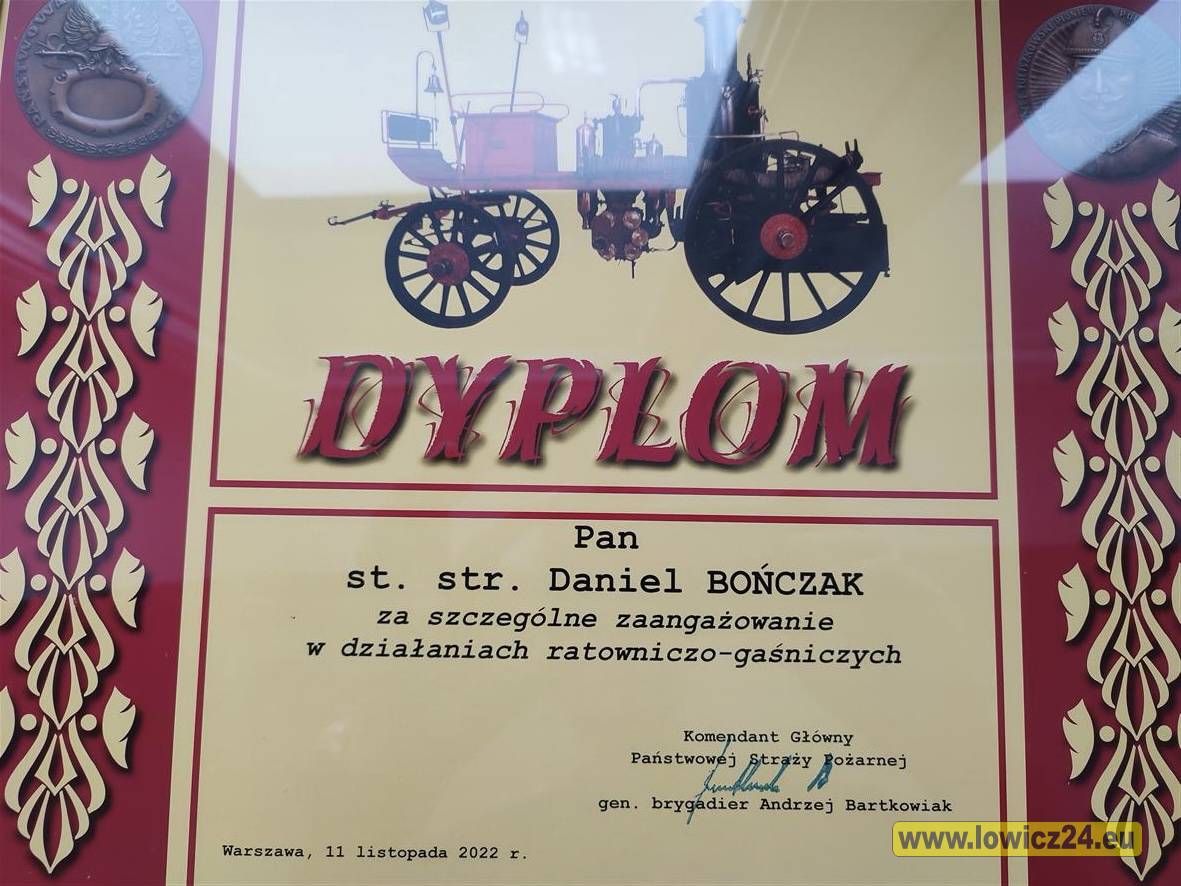 DYPLOM
Pan
st. str. Daniel BOŃCZAK
za szczególne zaangażowanie
w działaniach ratowniczo-gaśniczych
Komendant Główny
Państwowej Straży Pożarnej
gen. brygadier Andrzej Bartkowiak
www.lowicz24.eu
Warszawa, 11 listopada 2022 r.